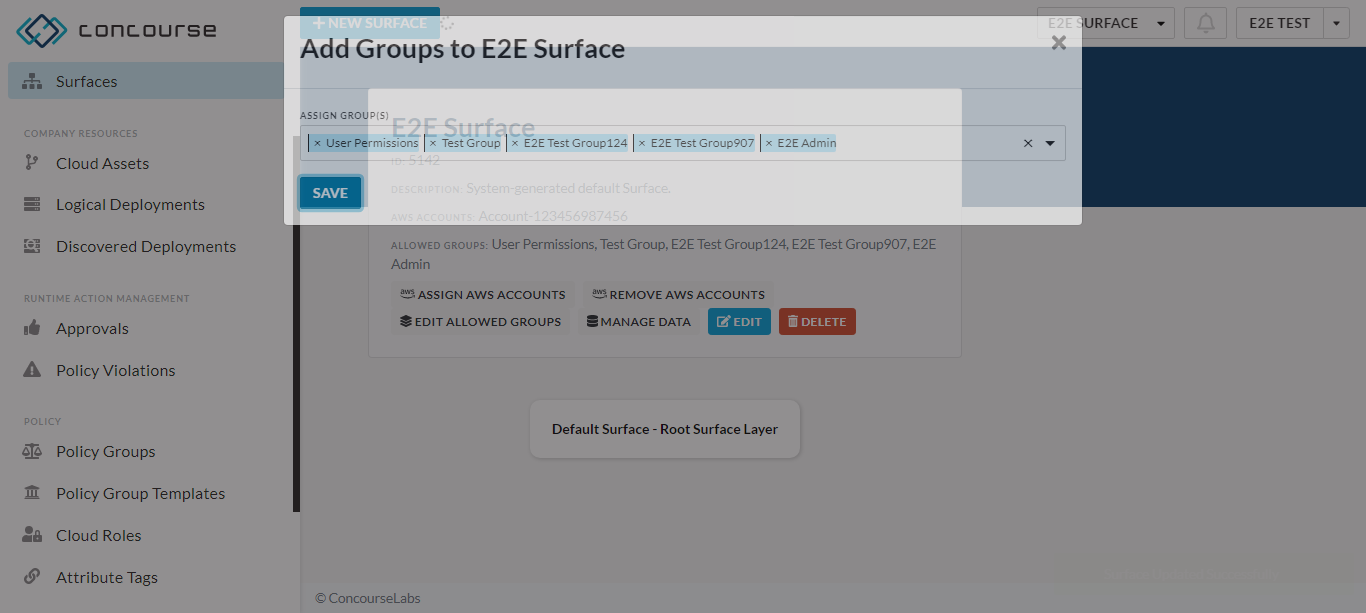 concourse
+ NEW SURFACE
E2E SURFACE
E2E TEST
Add Groups to E2E Surface
×
Surfaces
COMPANY RESOURCES
Cloud Assets
Logical Deployments
Discovered Deployments
RUNTIME ACTION MANAGEMENT
Approvals
Policy Violations
POLICY
Policy Groups
Policy Group Templates
Cloud Roles
Attribute Tags
ASSIGN GROUP(S)
× User Permissions × Test Group × E2E Test Group124 × E2E Test Group907 × E2E Admin ×
SAVE
E2E Surface
ID: 5142
DESCRIPTION: System-generated default Surface.
AWS ACCOUNTS: Account-123456987456
ALLOWED GROUPS: User Permissions, Test Group, E2E Test Group124, E2E Test Group907, E2E
Admin
aws ASSIGN AWS ACCOUNTS
aws REMOVE AWS ACCOUNTS
EDIT ALLOWED GROUPS
MANAGE DATA
EDIT
DELETE
Default Surface - Root Surface Layer
© ConcourseLabs